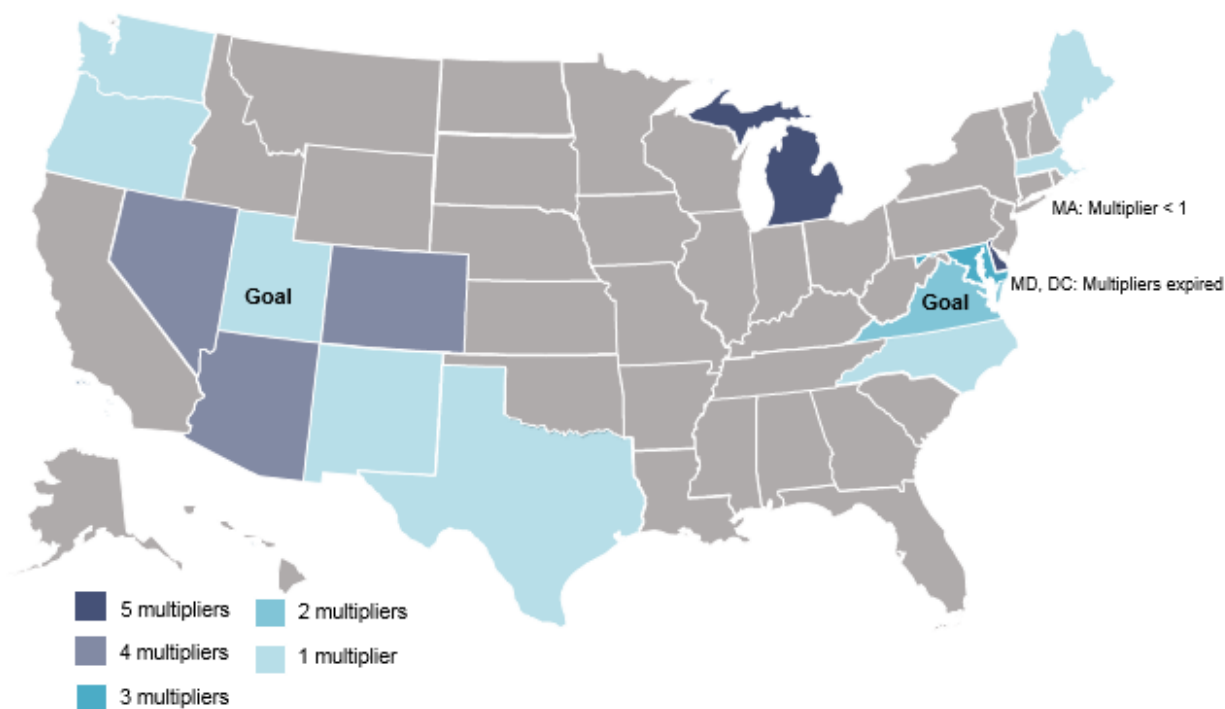 MA: Multiplier < 1
MD, DC: Multipliers expired
Goal
Goal
5 multipliers
2 multipliers
4 multipliers
1 multiplier
3 multipliers